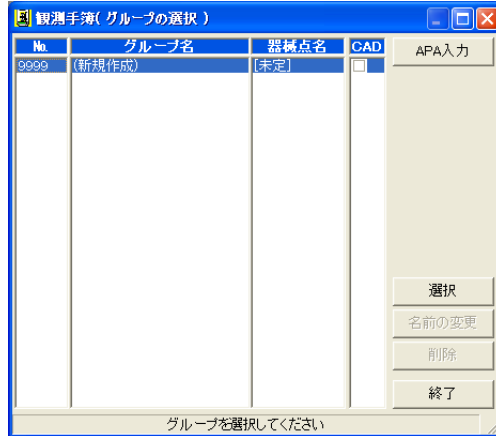 観測手簿( グループの選択 )
No. グループ名 器械点名 CAD
9999 (新規作成) [未定]
APA入力
選択
名前の変更
削除
終了
グループを選択してください